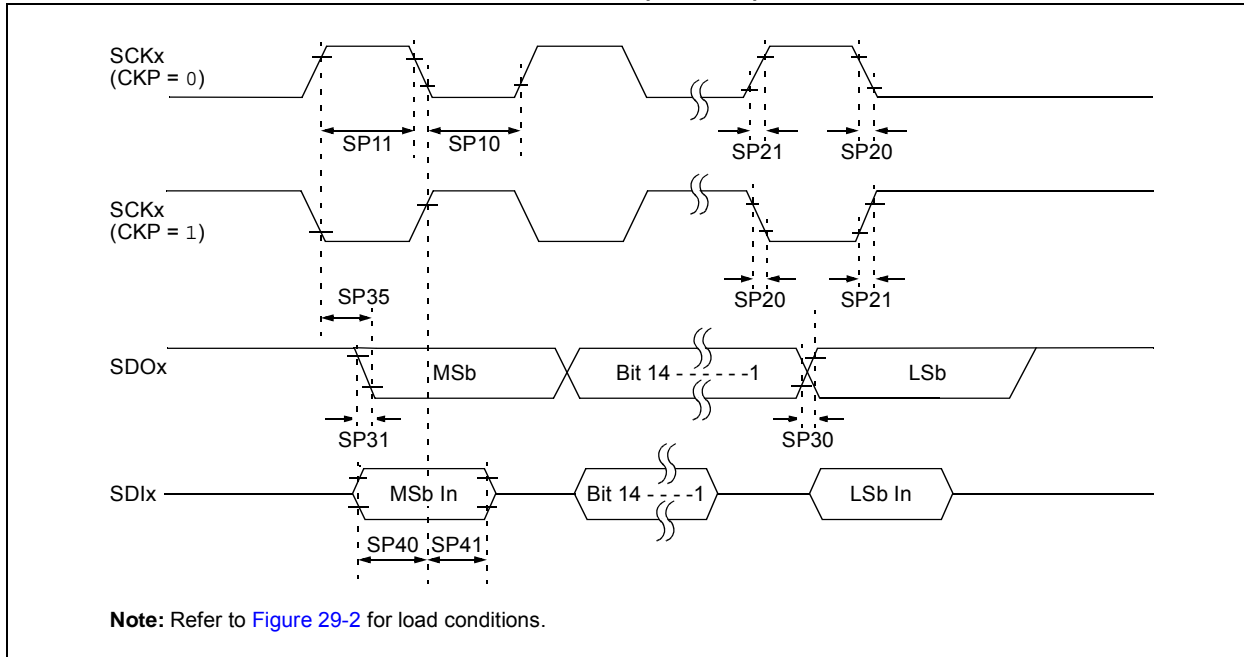 SCKx
(CKP = 0)
SP11
SP10
SP21
SP20
SCKx
(CKP = 1)
SP35
SP20
SP21
SDOx
MSb
Bit 14 - - - - - -1
LSb
SP31
SP30
SDIx
MSb In
Bit 14 - - - -1
LSb In
SP40
SP41
Note: Refer to Figure 29-2 for load conditions.